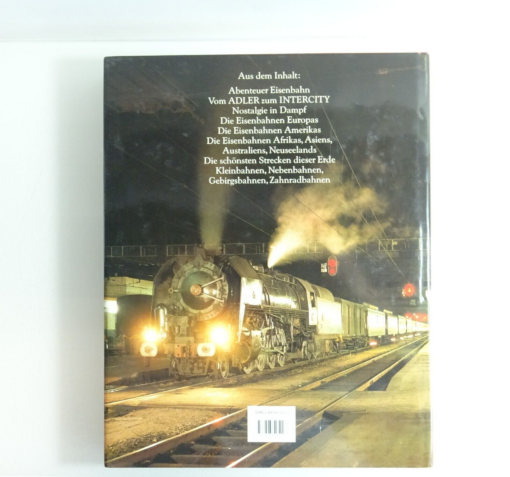 Aus dem Inhalt:
Abenteuer Eisenbahn
Vom ADLER zum INTERCITY
Nostalgie in Dampf
Die Eisenbahnen Europas
Die Eisenbahnen Amerikas
Die Eisenbahnen Afrikas, Asiens,
Australiens, Neuseelands
Die schönsten Strecken dieser Erde
Kleinbahnen, Nebenbahnen,
Gebirgsbahnen, Zahnradbahnen